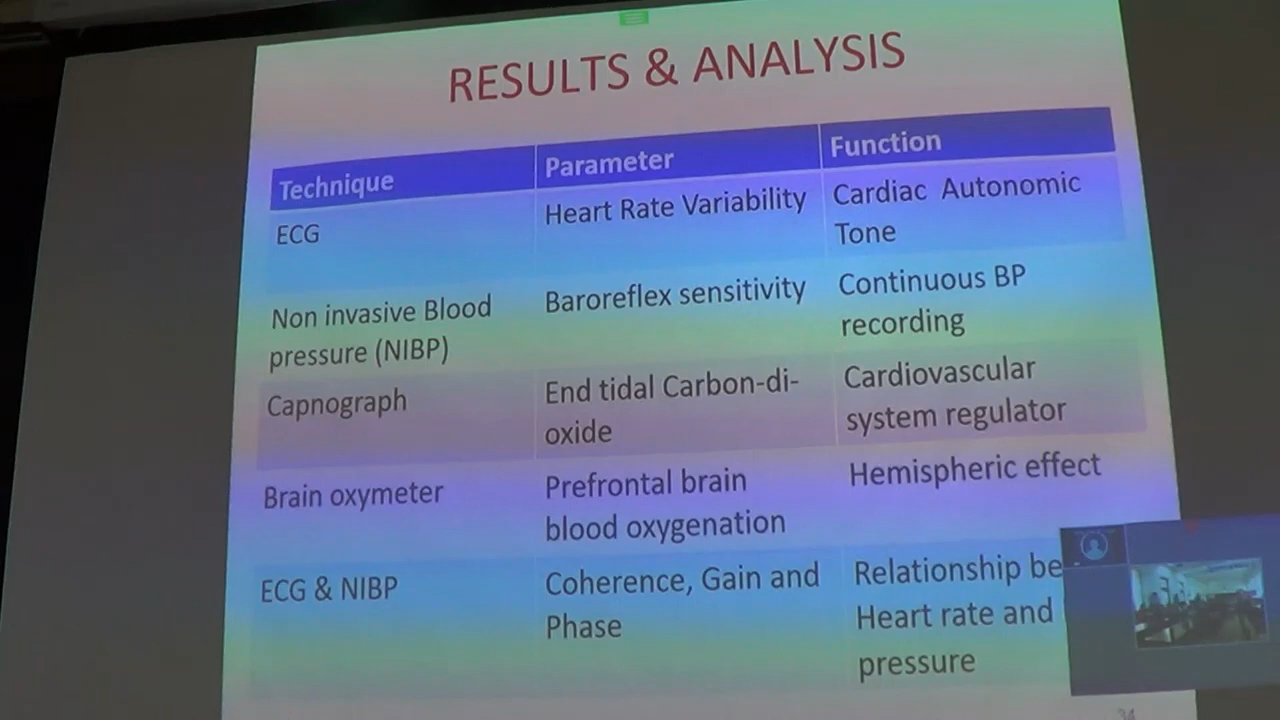 RESULTS & ANALYSIS
Technique
Parameter
Function
ECG
Heart Rate Variability
Cardiac Autonomic
Tone
Non invasive Blood
pressure (NIBP)
Baroreflex sensitivity
Continuous BP
recording
Capnograph
End tidal Carbon-di-
oxide
Cardiovascular
system regulator
Brain oxymeter
Prefrontal brain
blood oxygenation
Hemispheric effect
ECG & NIBP
Coherence, Gain and
Phase
Relationship be
Heart rate and
pressure
34